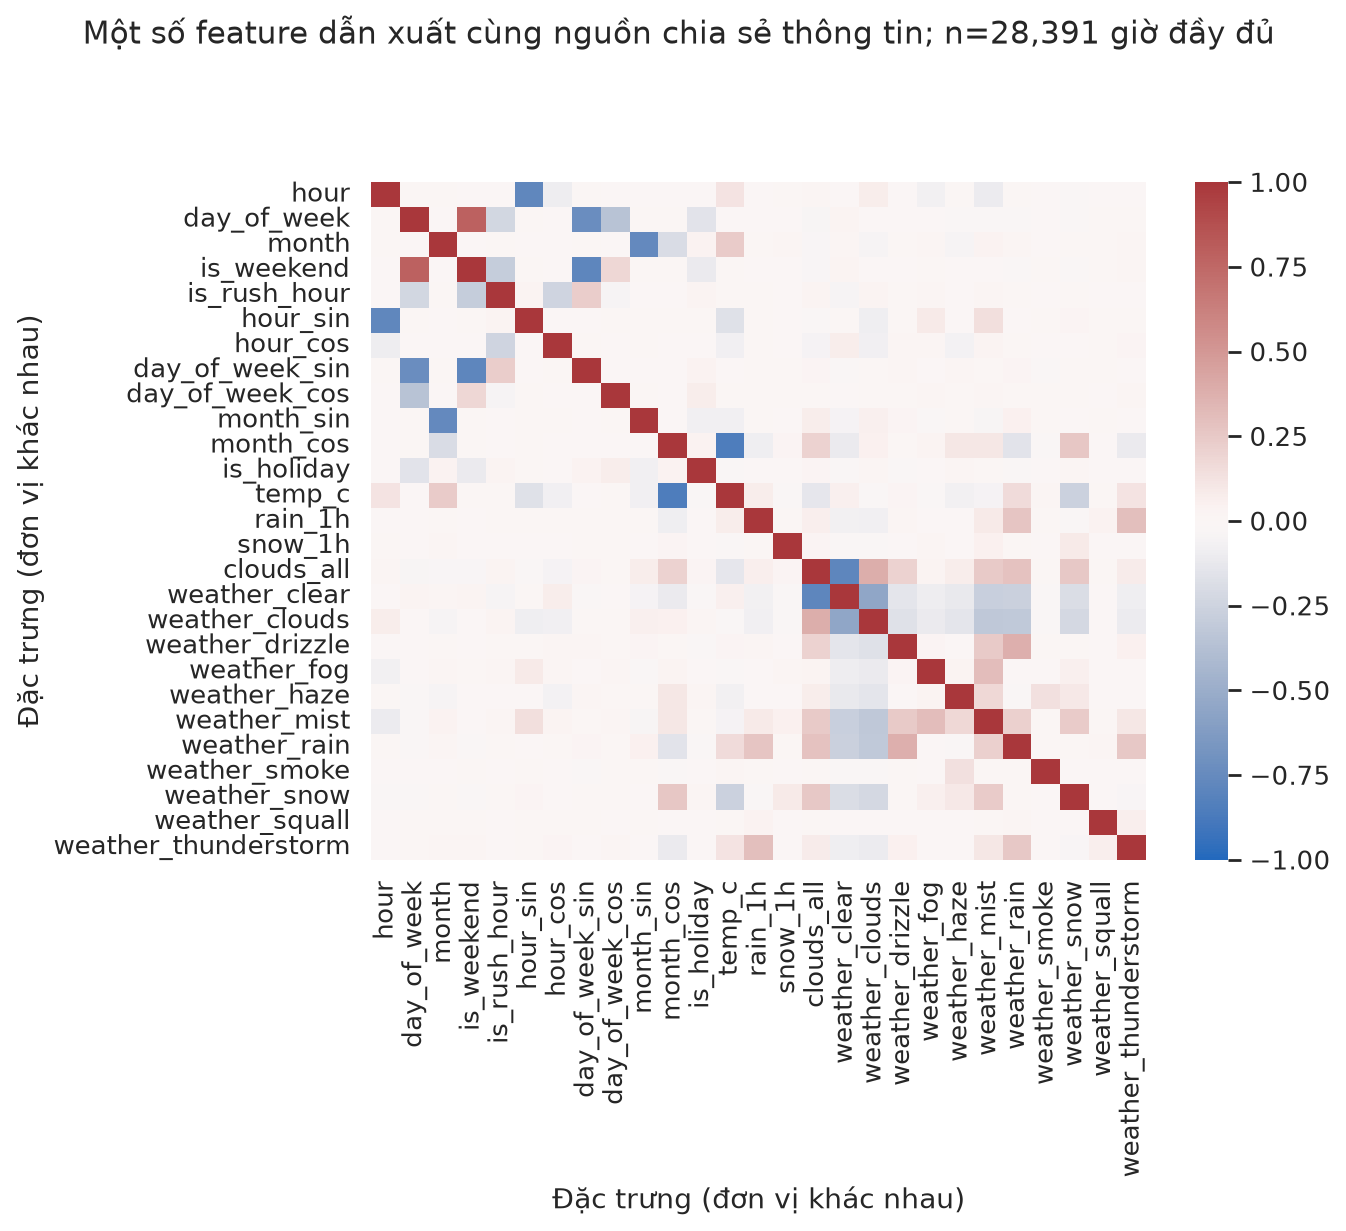 Một số feature dẫn xuất cùng nguồn chia sẻ thông tin; n=28,391 giờ đầy đủ
Đặc trưng (đơn vị khác nhau)
hour
day_of_week
month
is_weekend
is_rush_hour
hour_sin
hour_cos
day_of_week_sin
day_of_week_cos
month_sin
month_cos
is_holiday
temp_c
rain_1h
snow_1h
clouds_all
weather_clear
weather_clouds
weather_drizzle
weather_fog
weather_haze
weather_mist
weather_rain
weather_smoke
weather_snow
weather_squall
weather_thunderstorm
1.00
0.75
0.50
0.25
0.00
−0.25
−0.50
−0.75
−1.00
hour
day_of_week
month
is_weekend
is_rush_hour
hour_sin
hour_cos
day_of_week_sin
day_of_week_cos
month_sin
month_cos
is_holiday
temp_c
rain_1h
snow_1h
clouds_all
weather_clear
weather_clouds
weather_drizzle
weather_fog
weather_haze
weather_mist
weather_rain
weather_smoke
weather_snow
weather_squall
weather_thunderstorm
Đặc trưng (đơn vị khác nhau)